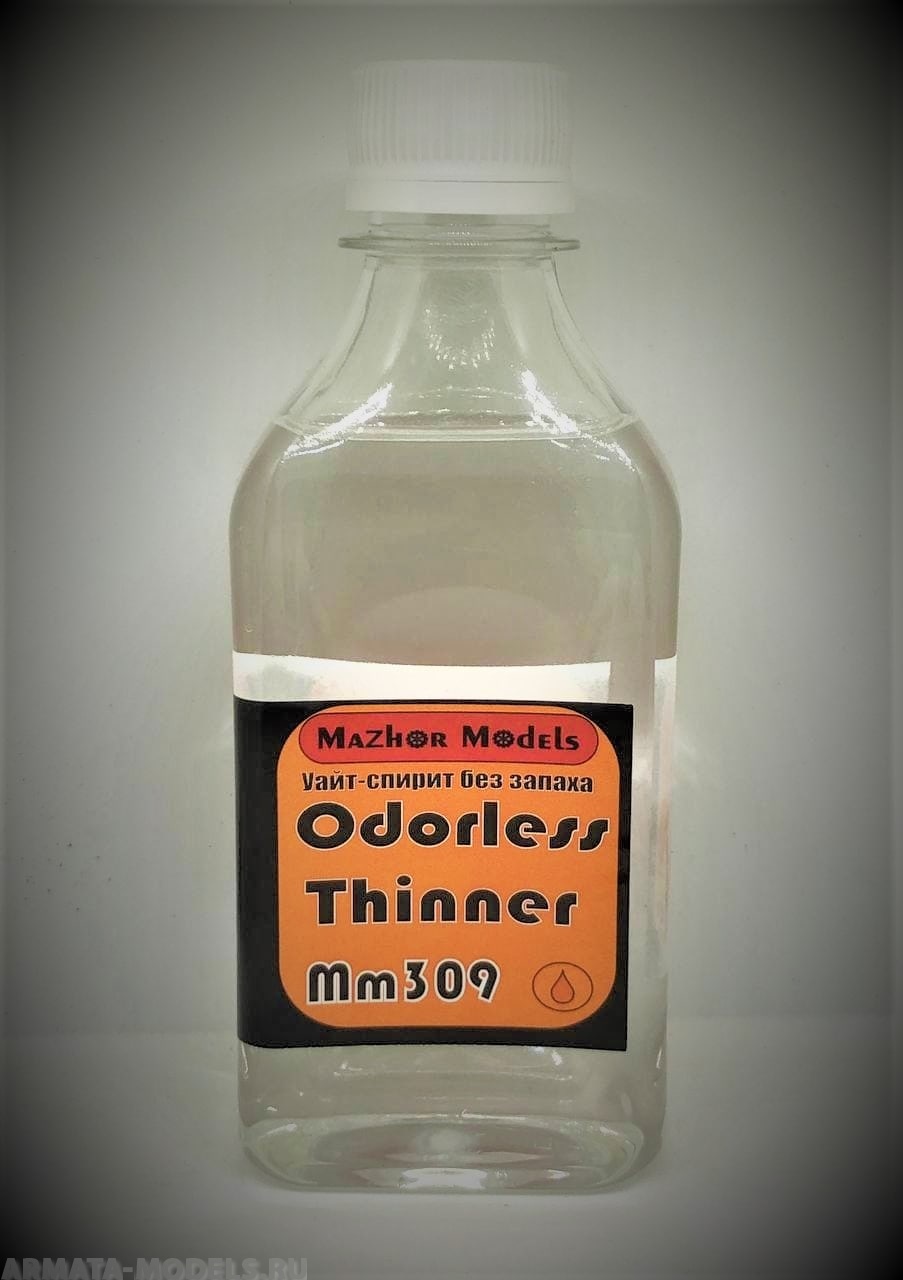 MaZhor Models
Уайт-спирит без запаха
Odorless
Thinner
Mm309
ARMATA-MODELS.RU